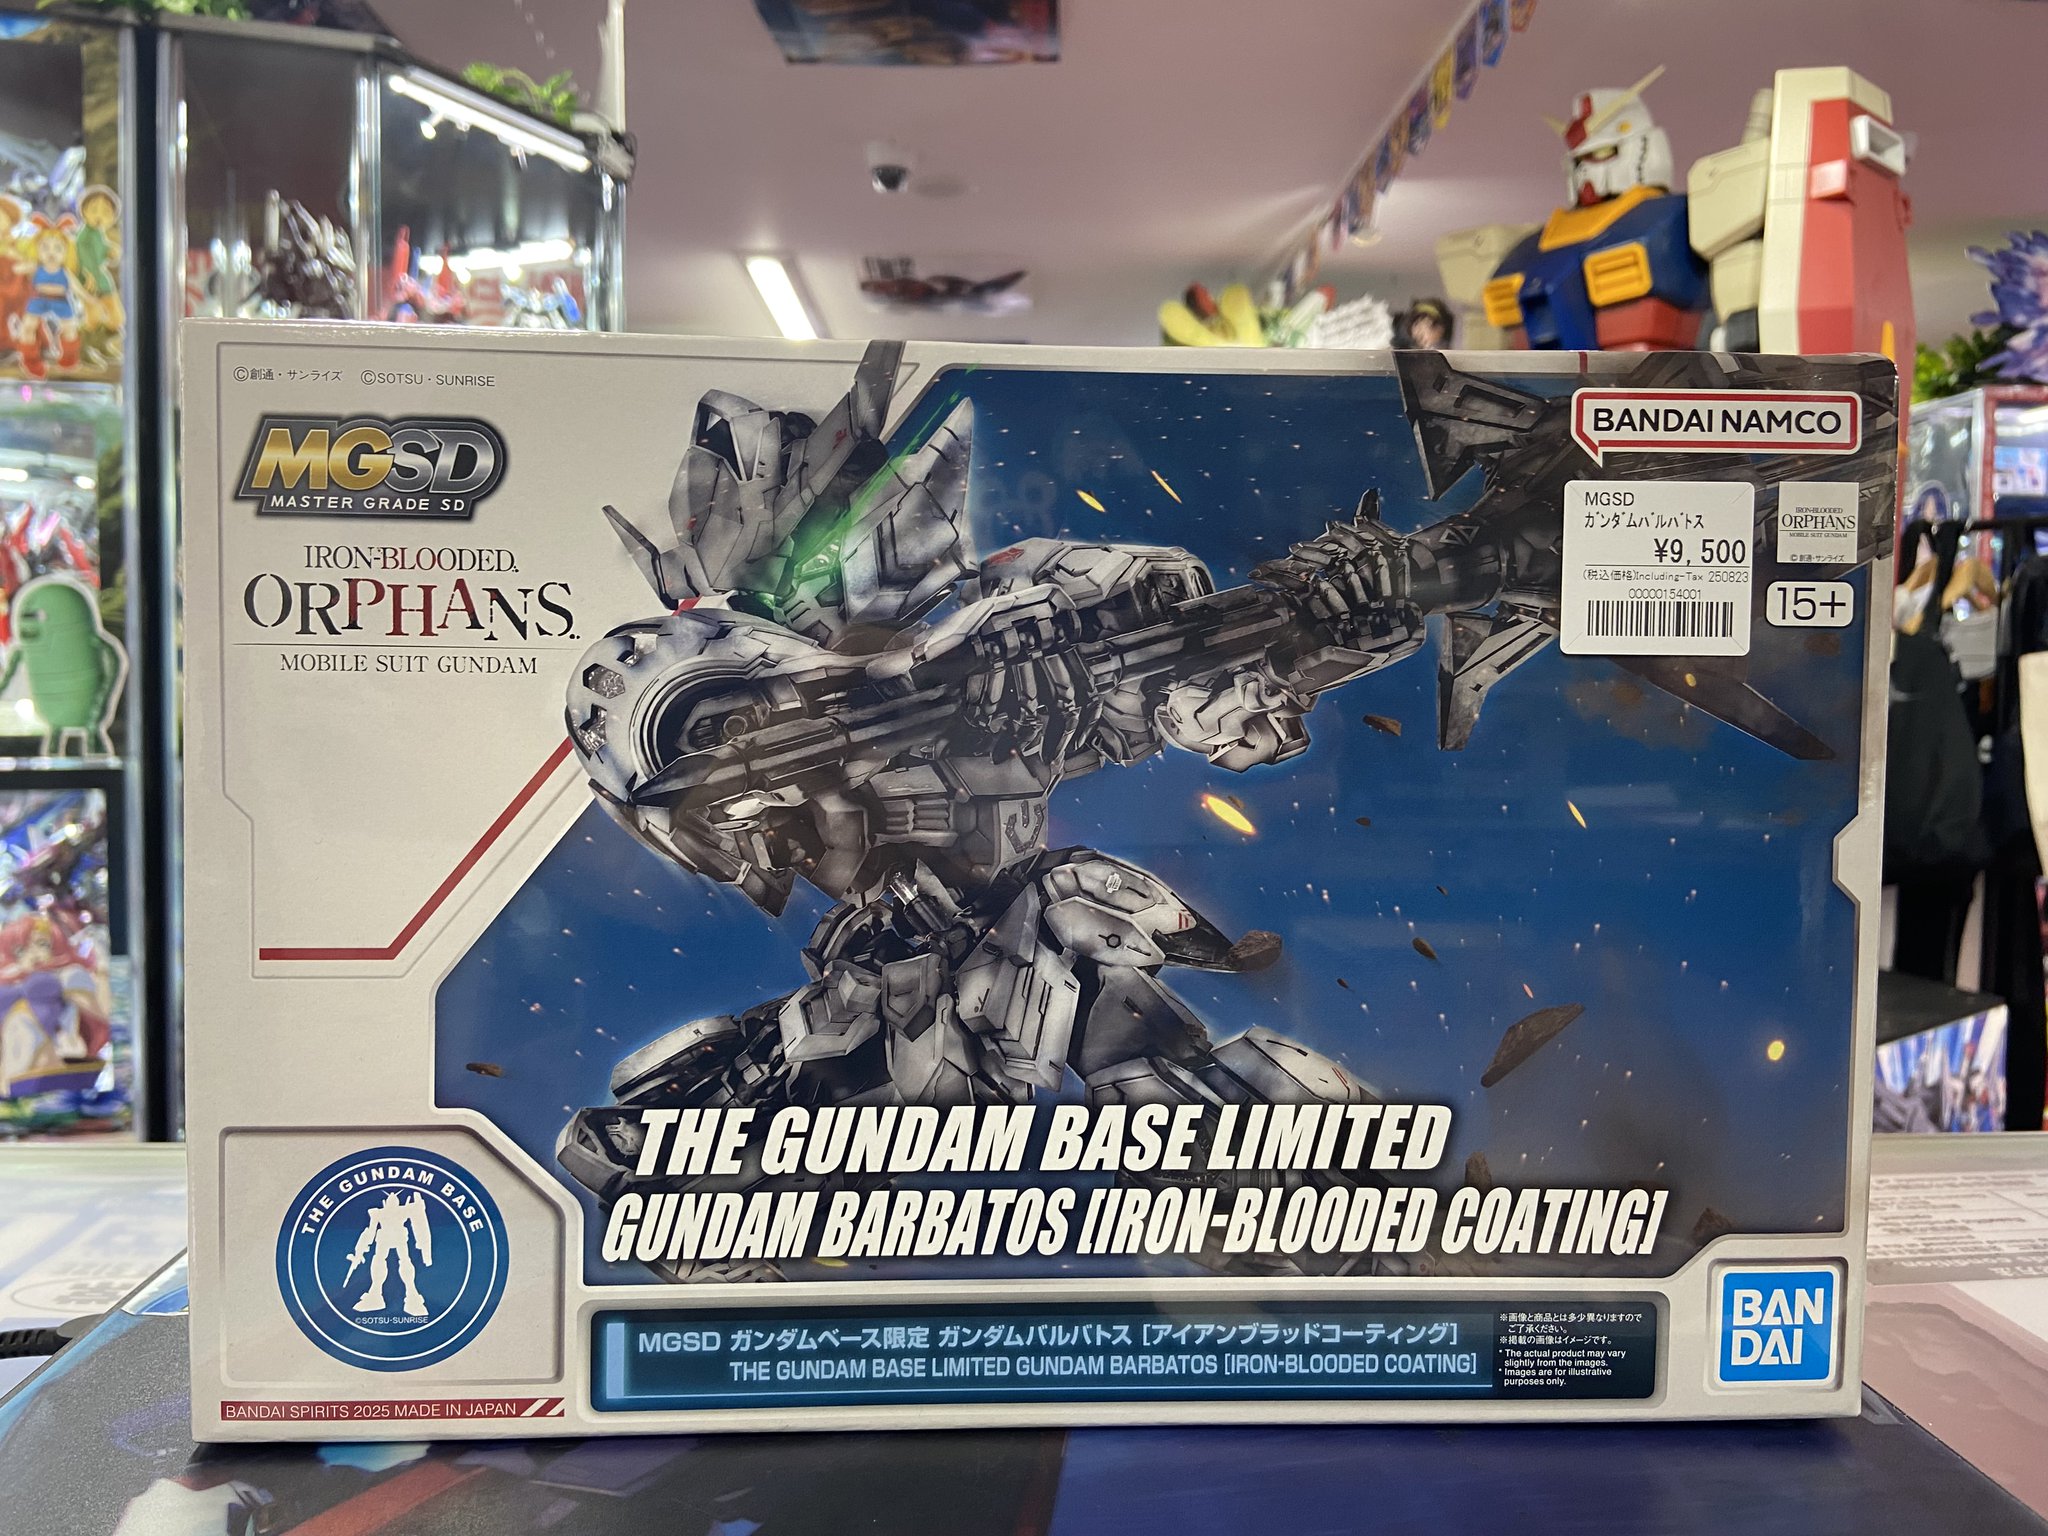 ©創通・サンライズ ©SOTSU・SUNRISE
MGSD
MASTER GRADE SD
IRON-BLOODED
ORPHANS
MOBILE SUIT GUNDAM
BANDAI NAMCO
MGSD
ガンダムバルバトス
¥9,500
(税込価格)Including-Tax 250823
00000154001
IRON-BLOODED
ORPHANS
MOBILE SUIT GUNDAM
©創通・サンライズ
15+
THE GUNDAM BASE LIMITED
GUNDAM BARBATOS [IRON-BLOODED COATING]
THE GUNDAM BASE
©SOTSU・SUNRISE
BANDAI SPIRITS 2025 MADE IN JAPAN
MGSD ガンダムベース限定 ガンダムバルバトス [アイアンブラッドコーティング]
THE GUNDAM BASE LIMITED GUNDAM BARBATOS [IRON-BLOODED COATING]
※画像と商品とは多少異なりますので
ご了承ください。
※掲載の画像はイメージです。
* The actual product may vary
slightly from the images.
* Images are for illustrative
purposes only.
BAN
DAI